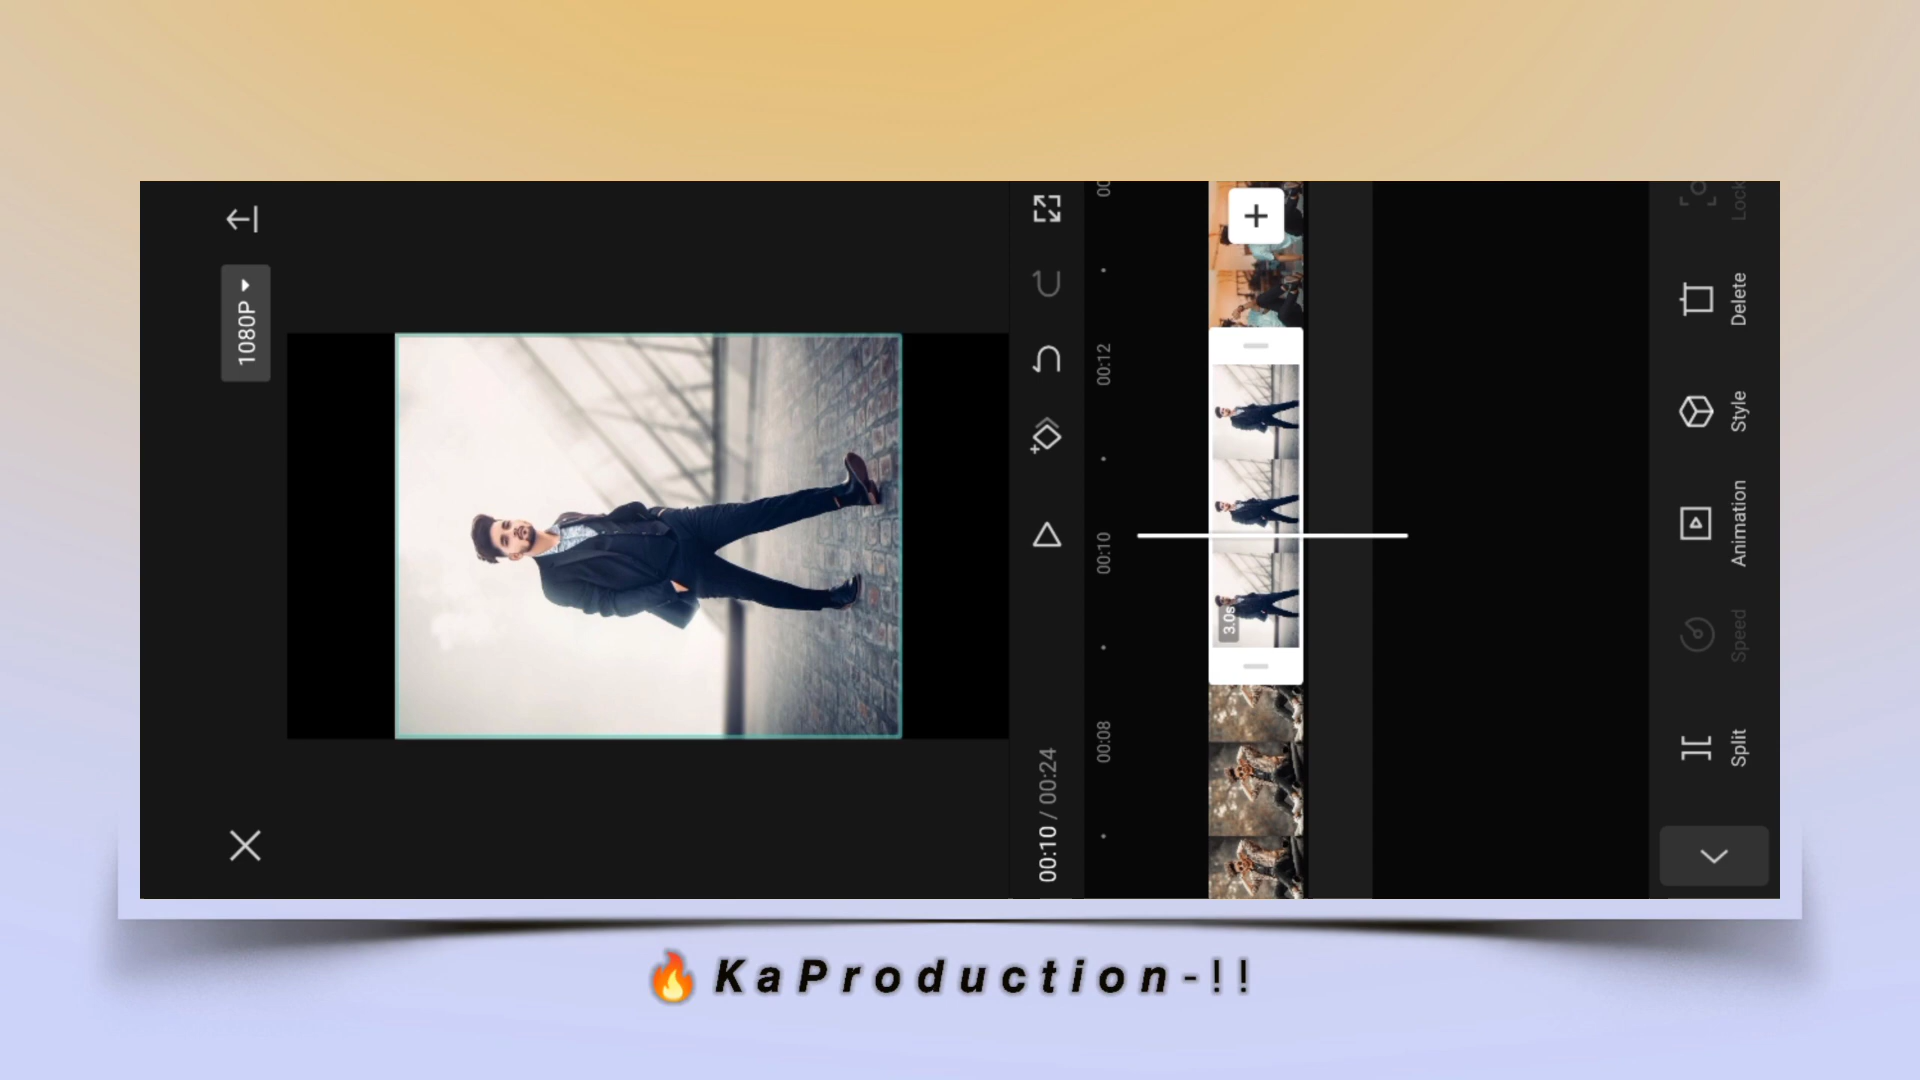 1080P
00:10 / 00:24
00:08
00:10
00:12
00
3.0s
Split
Speed
Animation
Style
Delete
Lock
🔥 KaProduction-!!